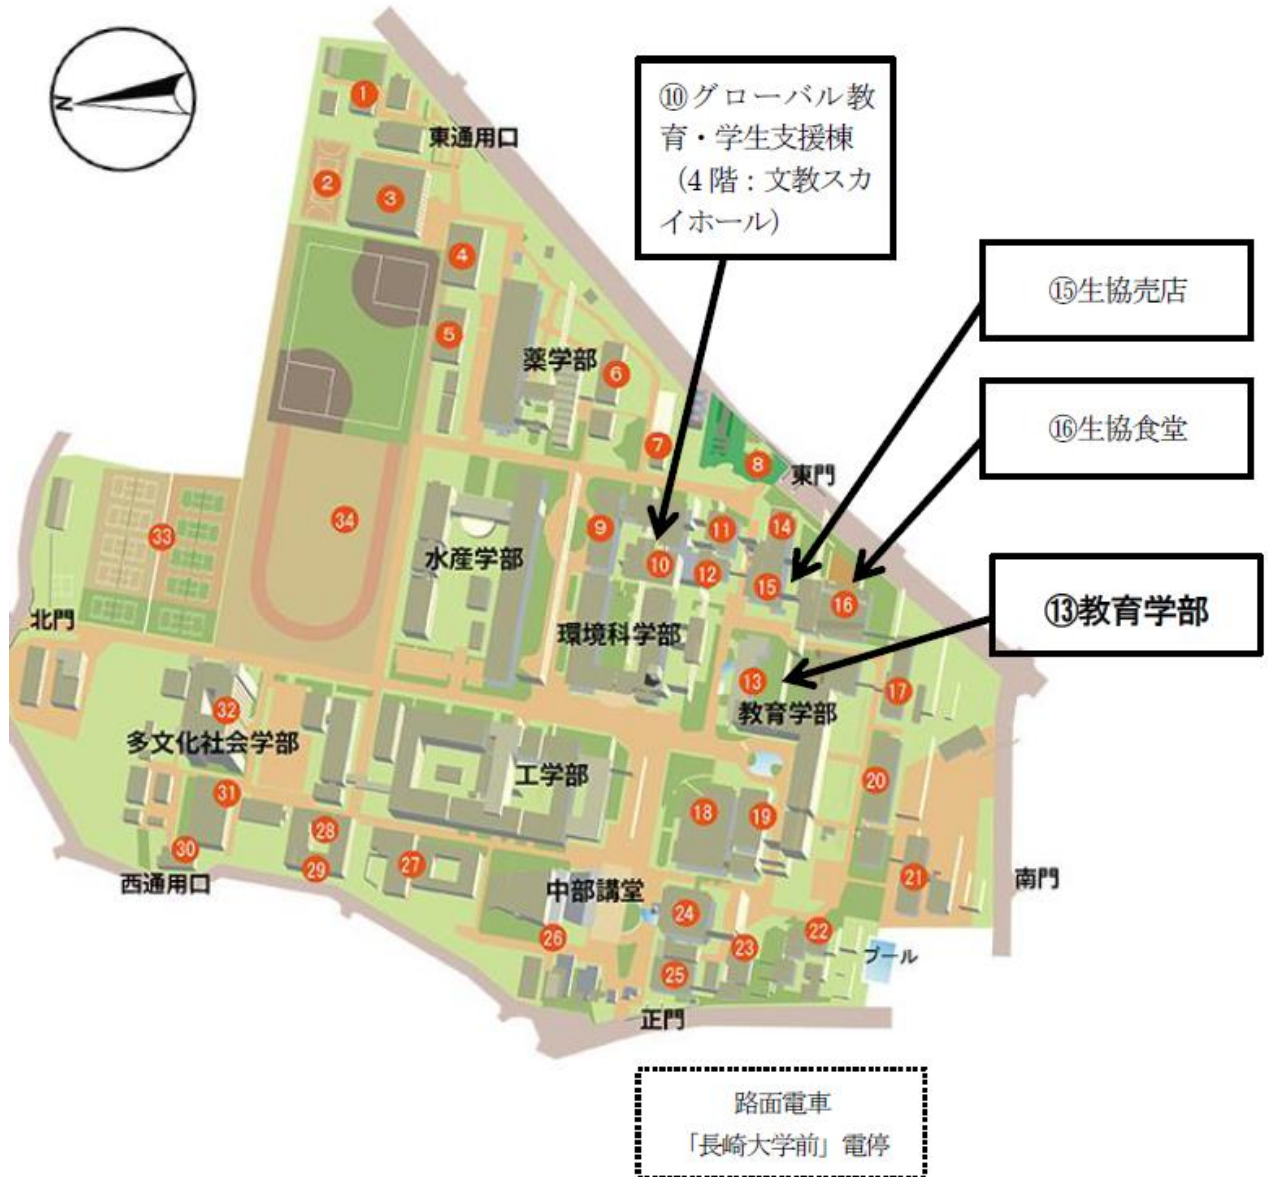 N
⑩グローバル教
育・学生支援棟
（4 階：文教スカ
イホール）
⑮生協売店
⑯生協食堂
⑬教育学部
1
東通用口
2
3
4
5
薬学部
6
7
8
東門
34
33
9
10
11
12
14
15
16
水産学部
環境科学部
北門
13
教育学部
17
32
多文化社会学部
31
工学部
18
19
20
28
29
27
30
西通用口
中部講堂
21
南門
24
22
23
26
25
プール
正門
路面電車
「長崎大学前」電停